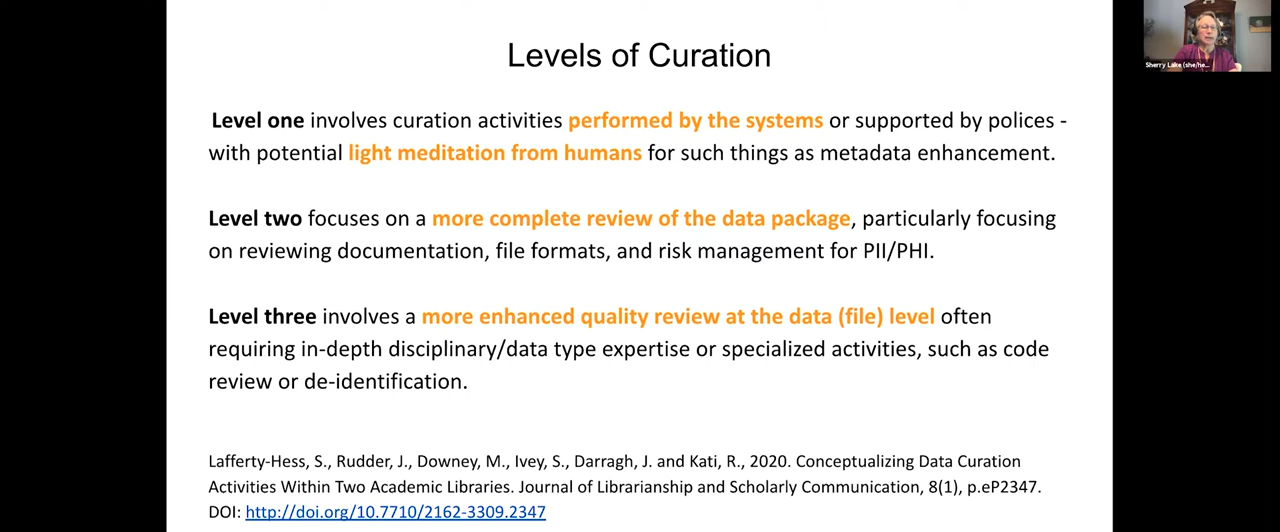 Levels of Curation
Level one involves curation activities performed by the systems or supported by polices -
with potential light meditation from humans for such things as metadata enhancement.
Level two focuses on a more complete review of the data package, particularly focusing
on reviewing documentation, file formats, and risk management for PII/PHI.
Level three involves a more enhanced quality review at the data (file) level often
requiring in-depth disciplinary/data type expertise or specialized activities, such as code
review or de-identification.
Lafferty-Hess, S., Rudder, J., Downey, M., Ivey, S., Darragh, J. and Kati, R., 2020. Conceptualizing Data Curation
Activities Within Two Academic Libraries. Journal of Librarianship and Scholarly Communication, 8(1), p.eP2347.
DOI: http://doi.org/10.7710/2162-3309.2347
Sherry Lake (she/he...